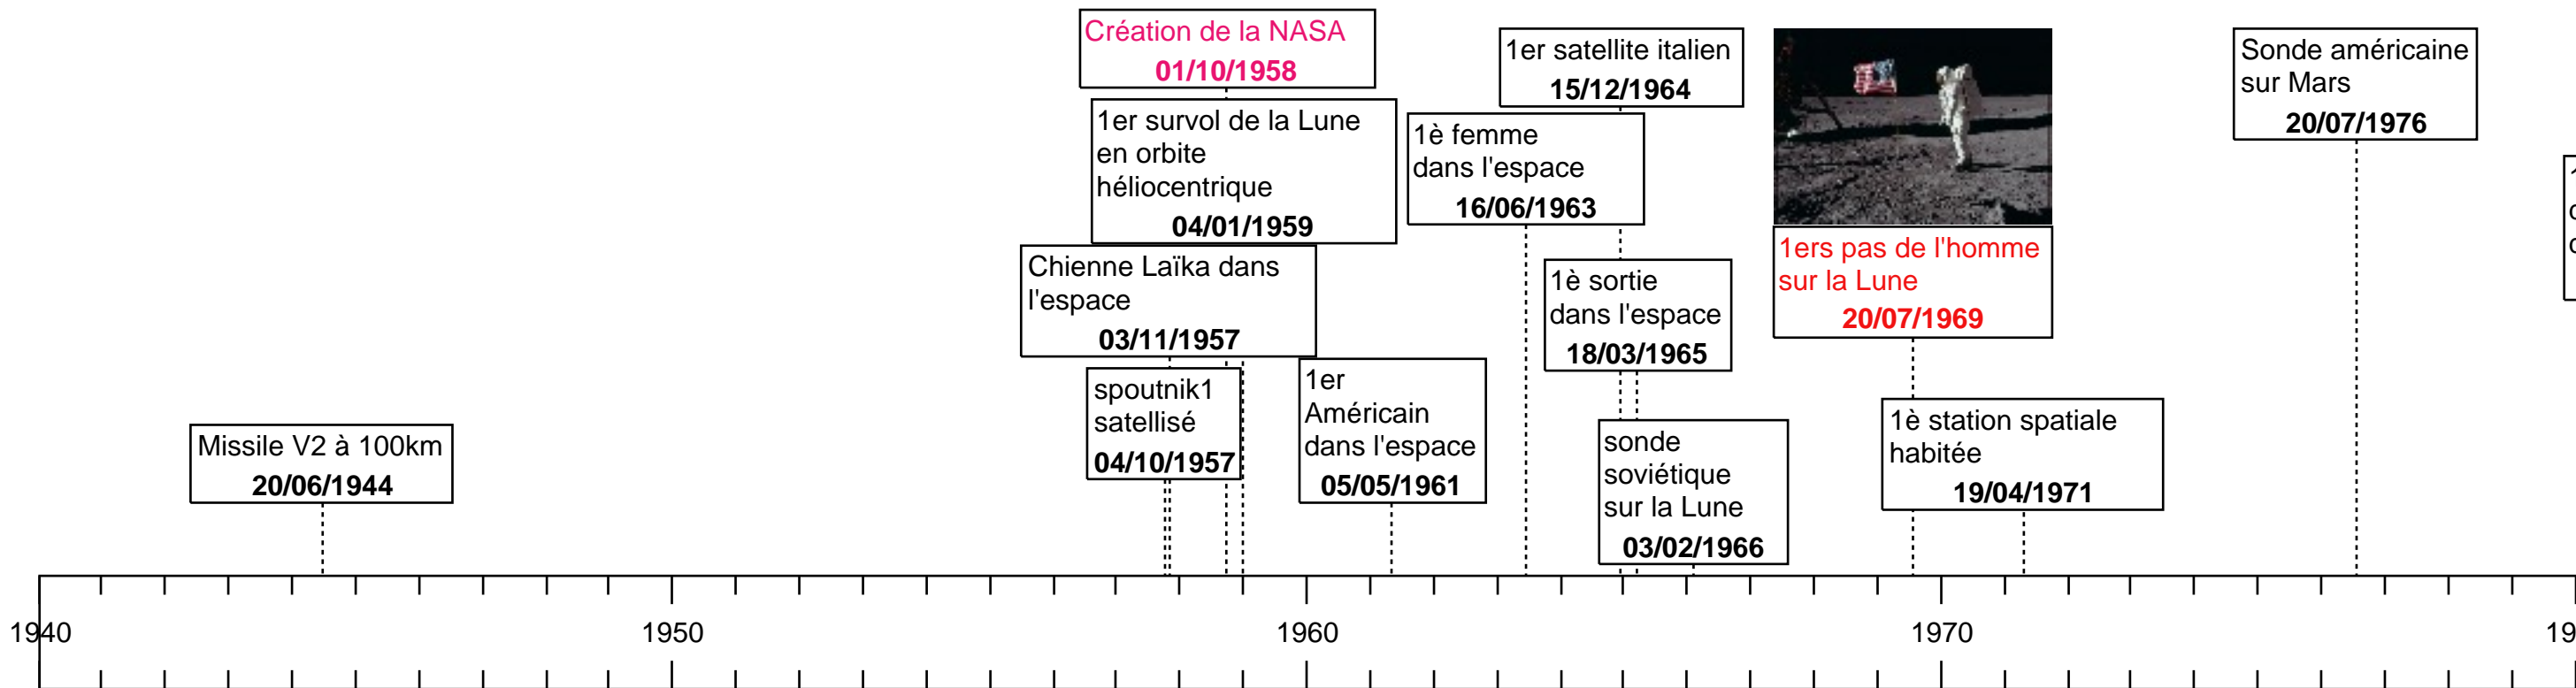 Création de la NASA
01/10/1958
1er survol de la Lune
en orbite
héliocentrique
04/01/1959
Chienne Laïka dans
l'espace
03/11/1957
spoutnik1
satellisé
04/10/1957
Missile V2 à 100km
20/06/1944
1er
Américain
dans l'espace
05/05/1961
1er satellite italien
15/12/1964
1è femme
dans l'espace
16/06/1963
1è sortie
dans l'espace
18/03/1965
sonde
soviétique
sur la Lune
03/02/1966
1ers pas de l'homme
sur la Lune
20/07/1969
1è station spatiale
habitée
19/04/1971
Sonde américaine
sur Mars
20/07/1976
1940 1950 1960 1970 19